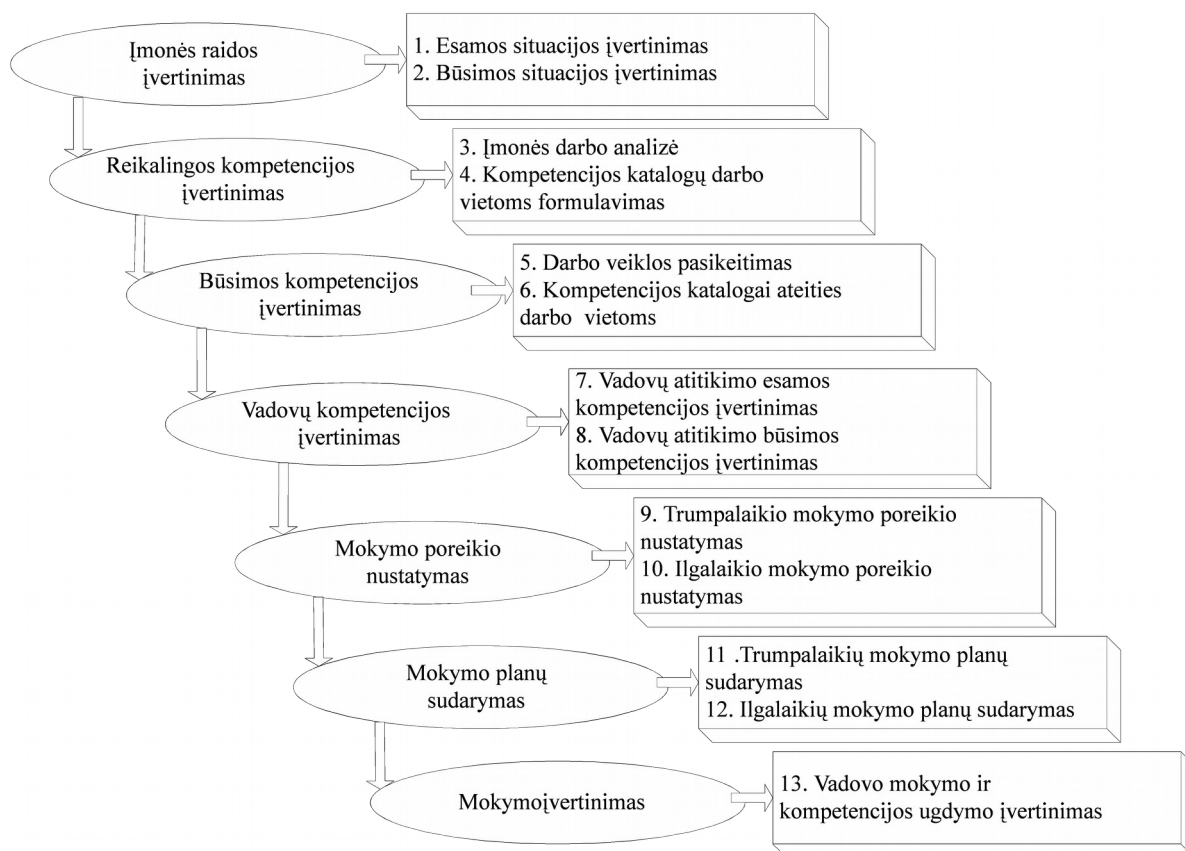 Įmonės raidos
įvertinimas
1. Esamos situacijos įvertinimas
2. Būsimos situacijos įvertinimas
Reikalingos kompetencijos
įvertinimas
3. Įmonės darbo analizė
4. Kompetencijos katalogų darbo
vietoms formulavimas
Būsimos kompetencijos
įvertinimas
5. Darbo veiklos pasikeitimas
6. Kompetencijos katalogai ateities
darbo vietoms
Vadovų kompetencijos
įvertinimas
7. Vadovų atitikimo esamos
kompetencijos įvertinimas
8. Vadovų atitikimo būsimos
kompetencijos įvertinimas
Mokymo poreikio
nustatymas
9. Trumpalaikio mokymo poreikio
nustatymas
10. Ilgalaikio mokymo poreikio
nustatymas
Mokymo planų
sudarymas
11 .Trumpalaikių mokymo planų
sudarymas
12. Ilgalaikių mokymo planų sudarymas
Mokymoįvertinimas
13. Vadovo mokymo ir
kompetencijos ugdymo įvertinimas